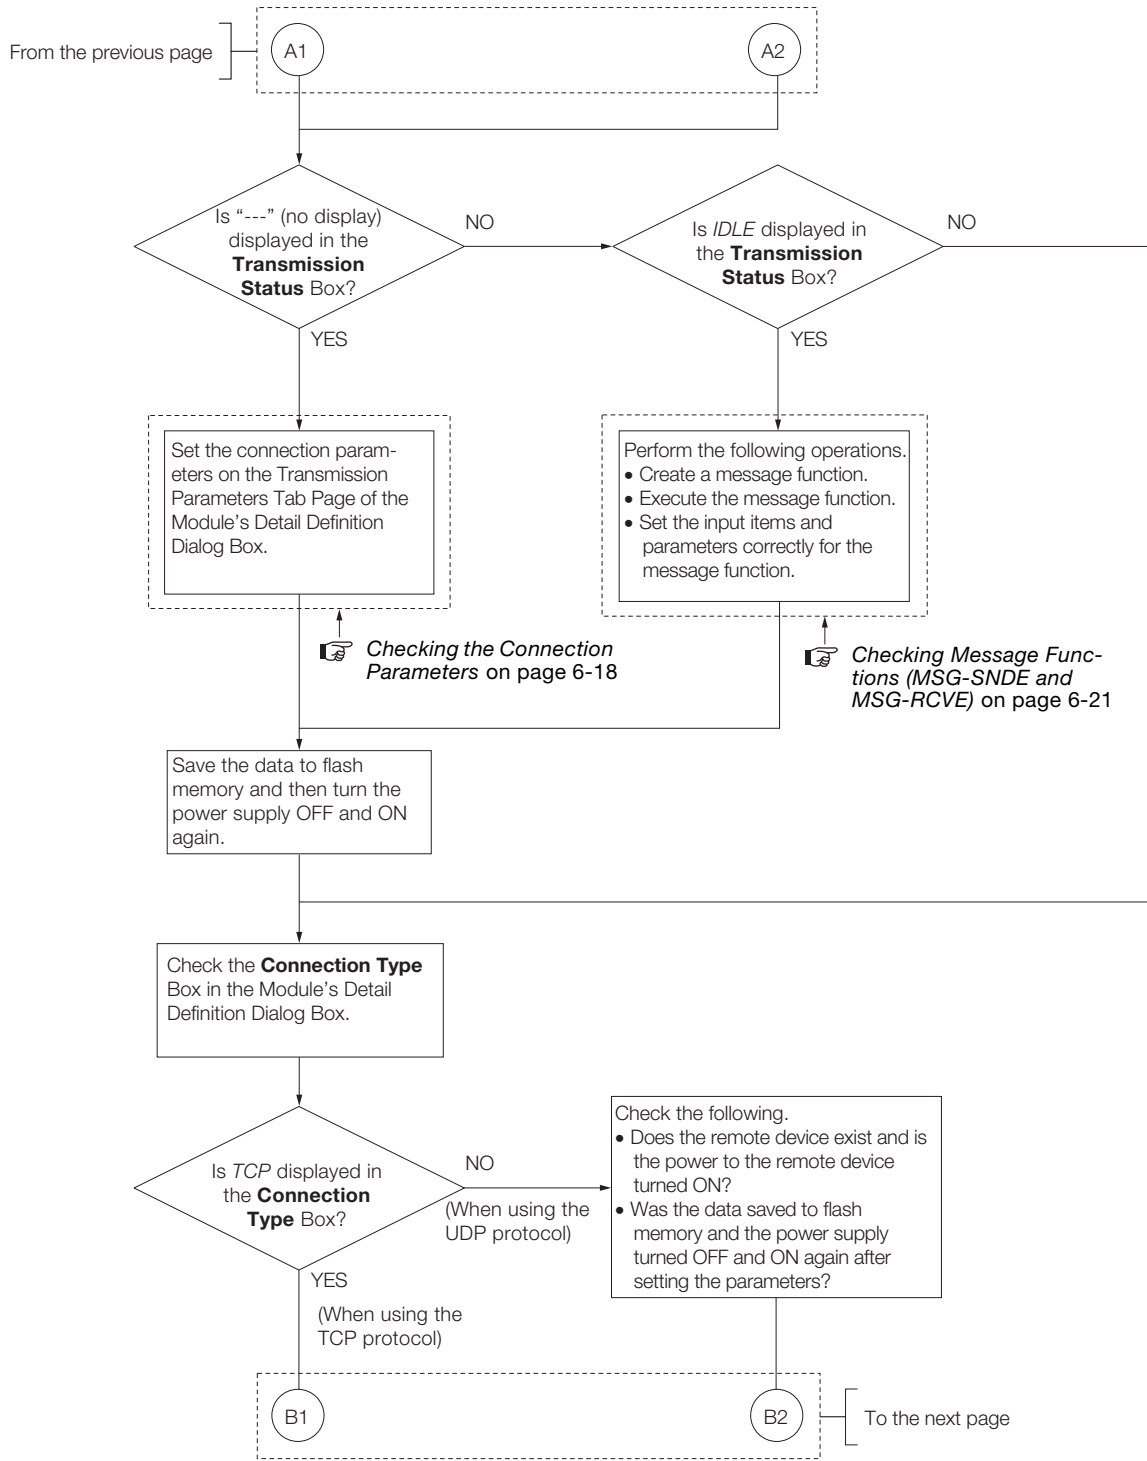 From the previous page
A1
A2
Is “---” (no display)
displayed in the
Transmission
Status Box?
NO
YES
Is IDLE displayed in
the Transmission
Status Box?
NO
YES
Set the connection param-
eters on the Transmission
Parameters Tab Page of the
Module’s Detail Definition
Dialog Box.
Perform the following operations.
• Create a message function.
• Execute the message function.
• Set the input items and
parameters correctly for the
message function.
Checking the Connection
Parameters on page 6-18
Checking Message Func-
tions (MSG-SNDE and
MSG-RCVE) on page 6-21
Save the data to flash
memory and then turn the
power supply OFF and ON
again.
Check the Connection Type
Box in the Module’s Detail
Definition Dialog Box.
Is TCP displayed in
the Connection
Type Box?
NO
(When using the
UDP protocol)
YES
(When using the
TCP protocol)
Check the following.
• Does the remote device exist and is
the power to the remote device
turned ON?
• Was the data saved to flash
memory and the power supply
turned OFF and ON again after
setting the parameters?
B1
B2
To the next page